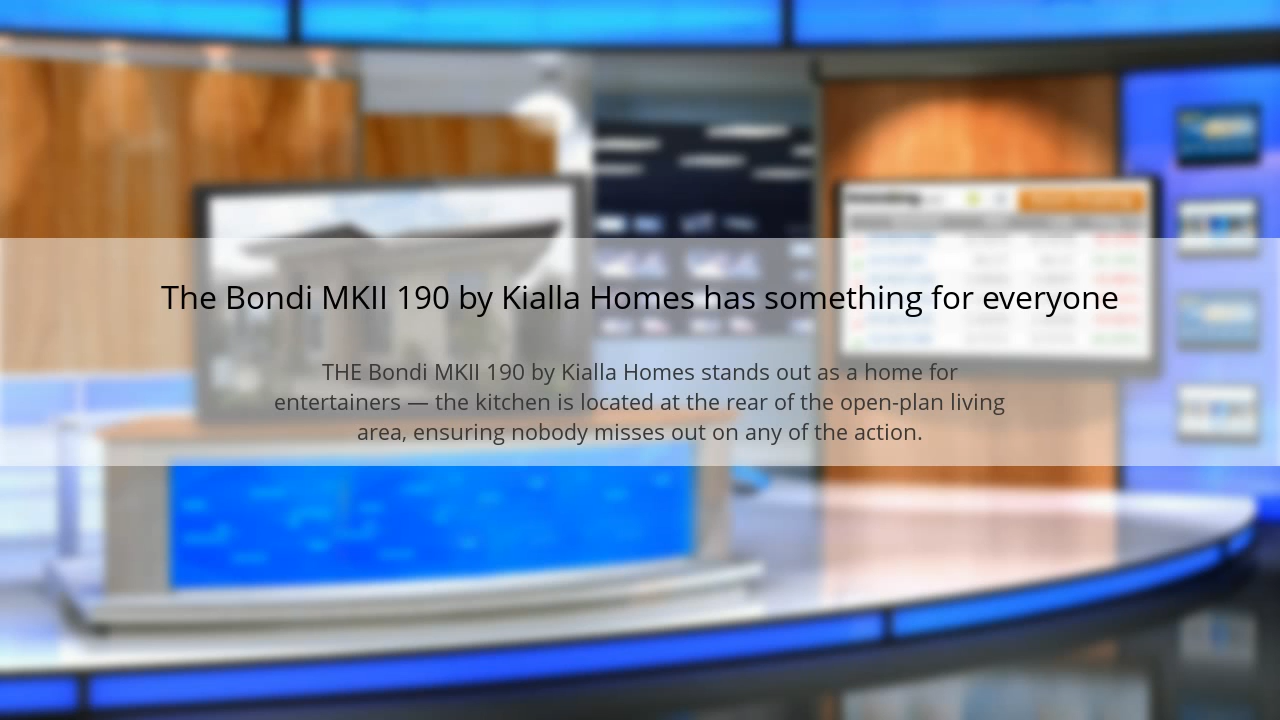 The Bondi MKII 190 by Kialla Homes has something for everyone
THE Bondi MKII 190 by Kialla Homes stands out as a home for
entertainers — the kitchen is located at the rear of the open-plan living
area, ensuring nobody misses out on any of the action.